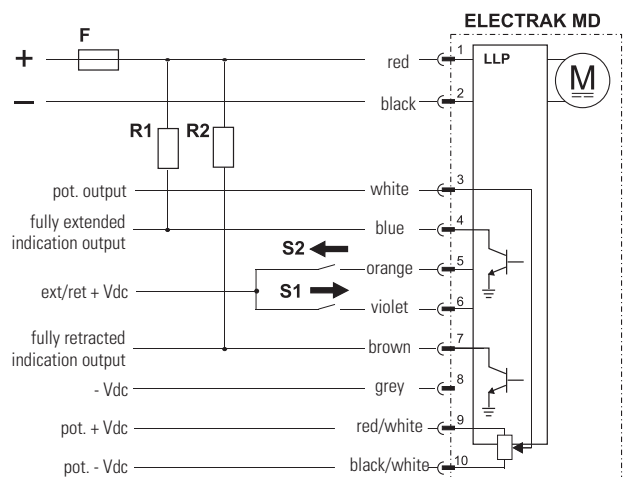 ELECTRAK MD
F
+ red 1 LLP
M
– black 2
R1 R2
pot. output white 3
fully extended
indication output
blue 4
S2
orange 5
ext/ret + Vdc
S1
violet 6
fully retracted
indication output
brown 7
- Vdc grey 8
pot. + Vdc red/white 9
pot. - Vdc black/white 10